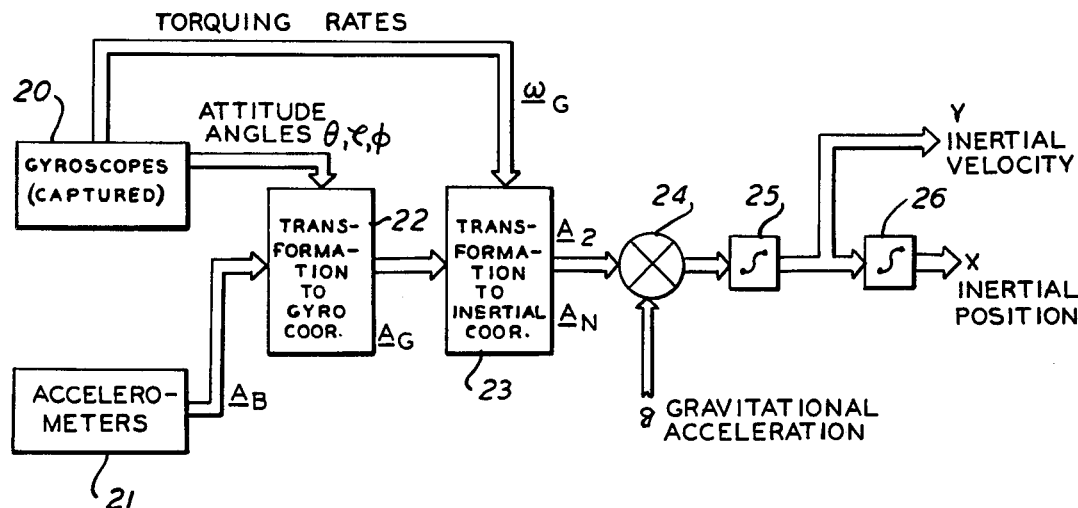 TORQUING RATES
20
ω G
ATTITUDE
ANGLES θ, τ, φ
GYROSCOPES
(CAPTURED)
22
TRANS-
FORMA-
TION
TO
GYRO
COOR.
A G
TRANS-
FORMA-
TION
TO
INERTIAL
COOR.
23
A 2
A N
24
25
26
∫
∫
Y
INERTIAL
VELOCITY
X
INERTIAL
POSITION
g GRAVITATIONAL
ACCELERATION
ACCELERO-
METERS
A B
21